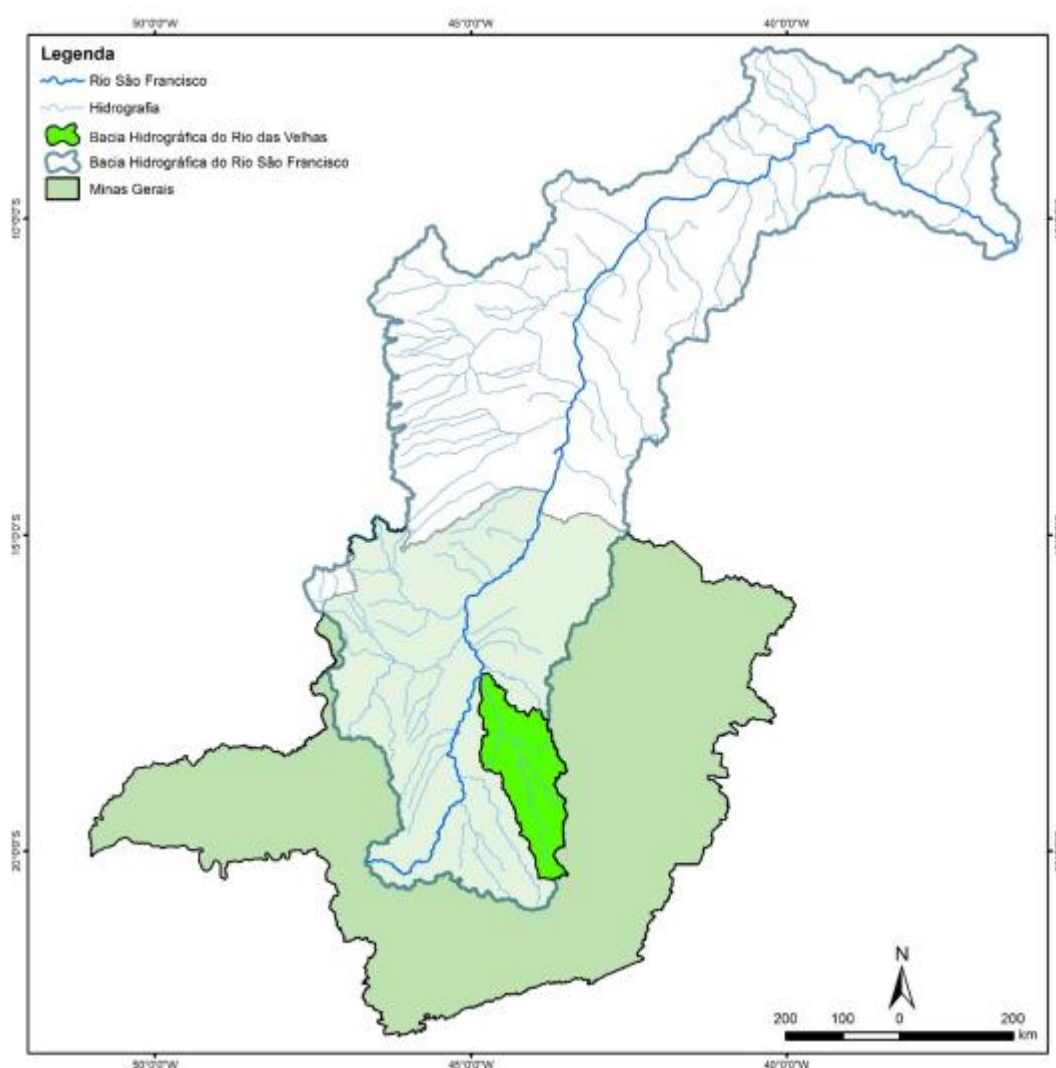 50°0'0"W 45°0'0"W 40°0'0"W
Legenda
Rio São Francisco
Hidrografia
Bacia Hidrográfica do Rio das Velhas
Bacia Hidrográfica do Rio São Francisco
Minas Gerais
10°0'0"S
15°0'0"S
20°0'0"S
N
200 100 0 200
km
50°0'0"W 45°0'0"W 40°0'0"W